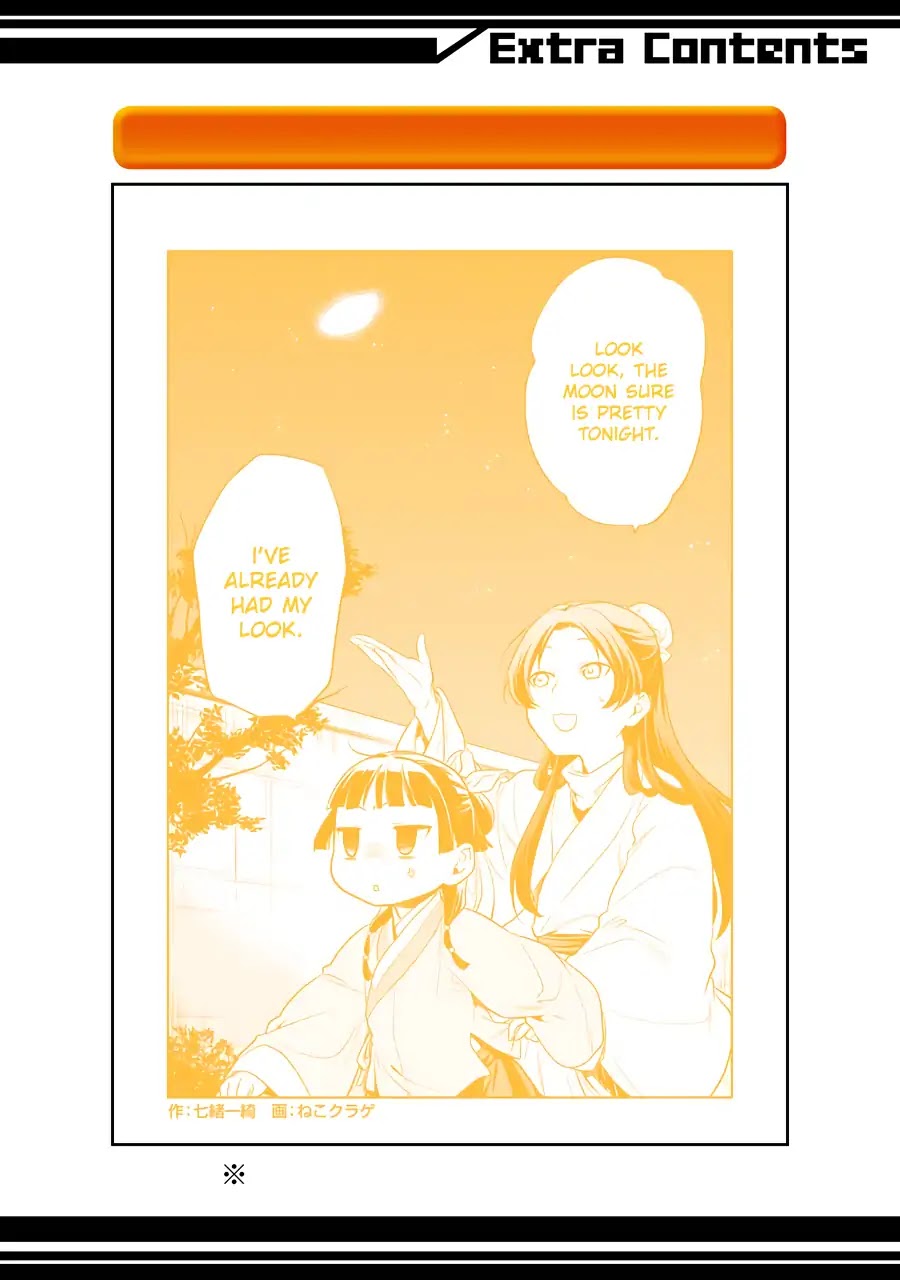 Extra Contents
LOOK
LOOK, THE
MOON SURE
IS PRETTY
TONIGHT.
I'VE
ALREADY
HAD MY
LOOK.
作:七緒一綺 画:ねこクラゲ
※